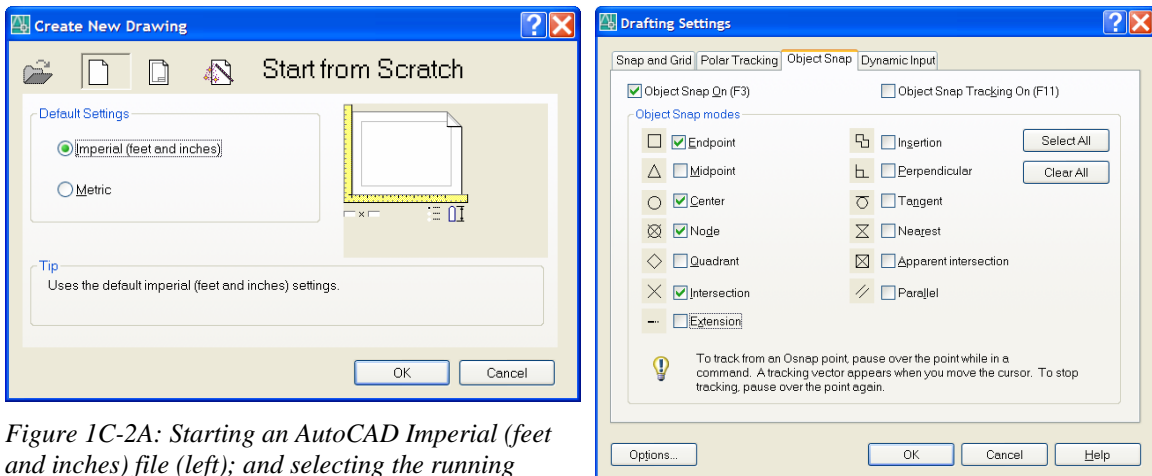 Create New Drawing
Start from Scratch
Default Settings
Imperial (feet and inches)
Metric
Tip
Uses the default imperial (feet and inches) settings.
OK Cancel
Figure 1C-2A: Starting an AutoCAD Imperial (feet
and inches) file (left); and selecting the running
Drafting Settings
Snap and Grid Polar Tracking Object Snap Dynamic Input
Object Snap On (F3) Object Snap Tracking On (F11)
Object Snap modes
Endpoint Insertion Select All
Midpoint Perpendicular Clear All
Center Tangent
Node Nearest
Quadrant Apparent intersection
Intersection Parallel
Extension
To track from an Osnap point, pause over the point while in a
command. A tracking vector appears when you move the cursor. To stop
tracking, pause over the point again.
Options... OK Cancel Help